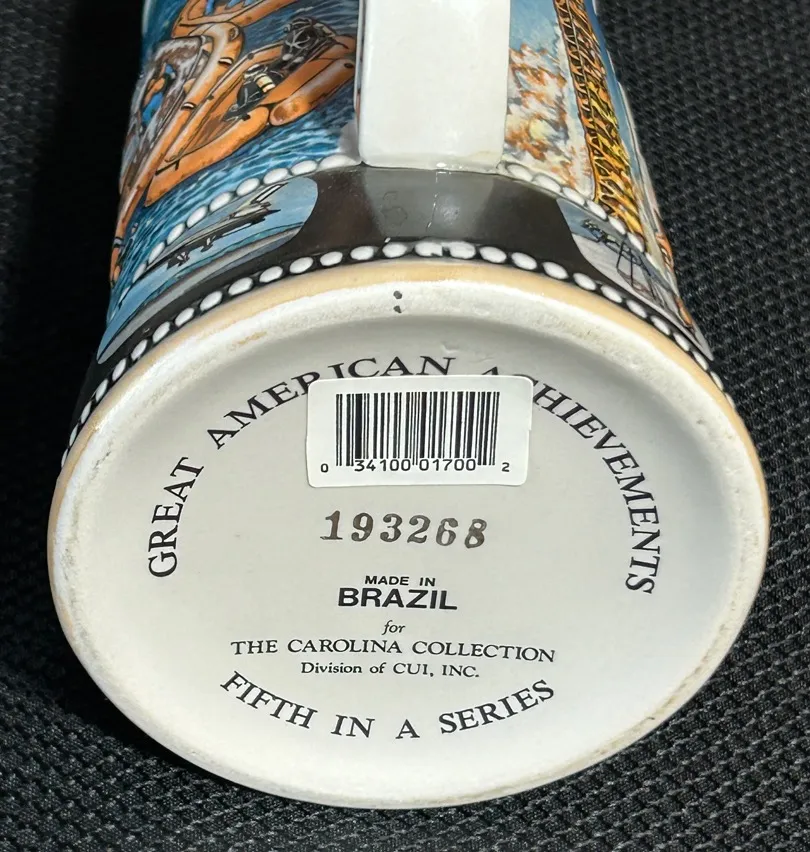 GREAT AMERICAN ACHIEVEMENTS
0 34100 01700 2
193268
MADE IN
BRAZIL
for
THE CAROLINA COLLECTION
Division of CUI, INC.
FIFTH IN A SERIES